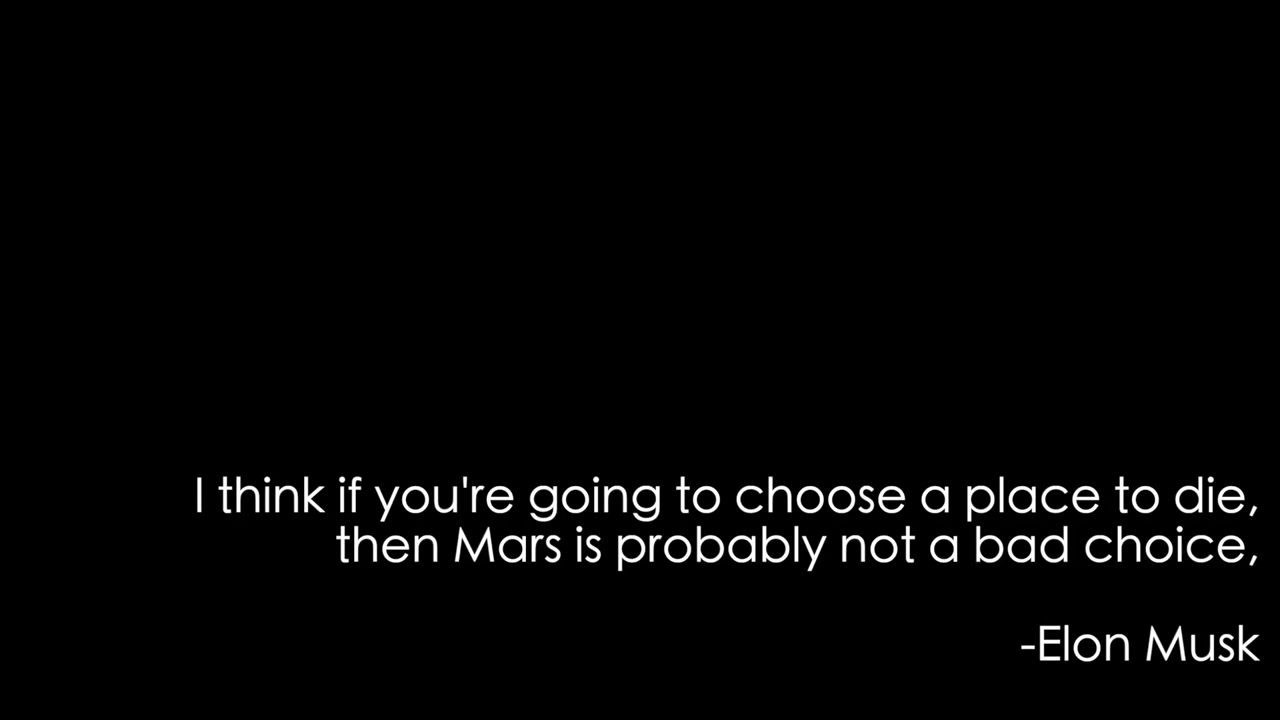 I think if you're going to choose a place to die,
then Mars is probably not a bad choice,
-Elon Musk